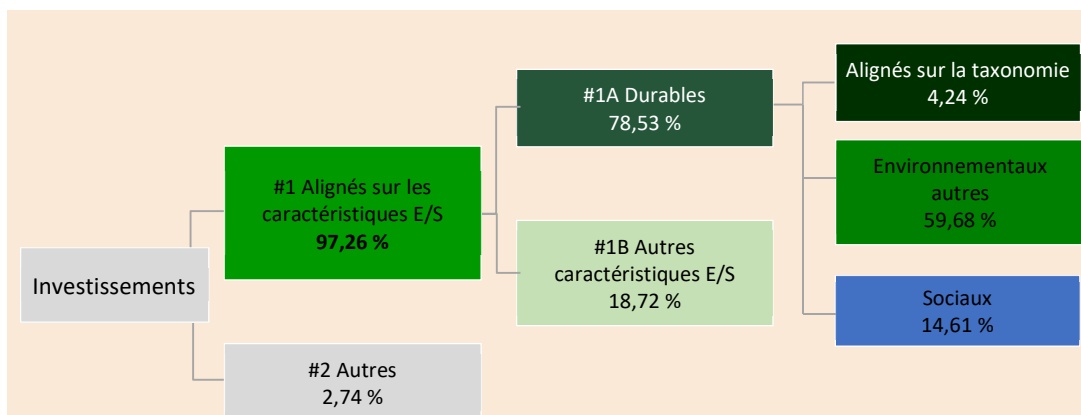 Investissements
#1 Alignés sur les
caractéristiques E/S
97,26 %
#2 Autres
2,74 %
#1A Durables
78,53 %
#1B Autres
caractéristiques E/S
18,72 %
Alignés sur la taxonomie
4,24 %
Environnementaux
autres
59,68 %
Sociaux
14,61 %